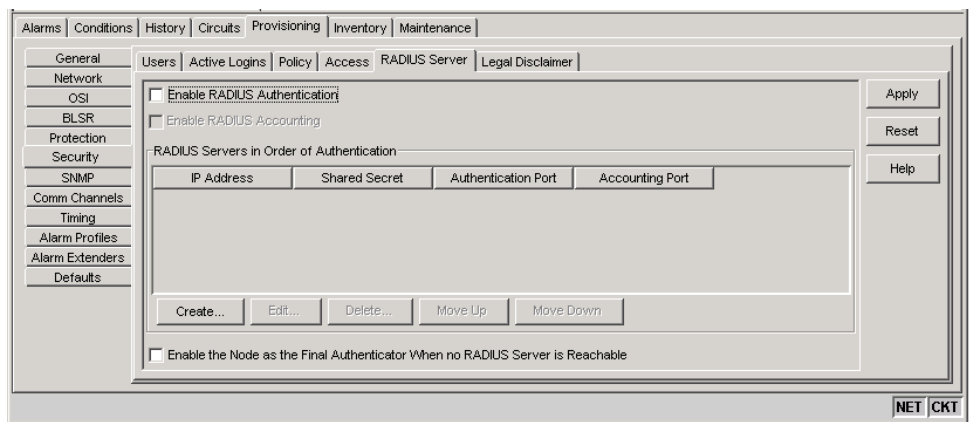 Alarms Conditions History Circuits Provisioning Inventory Maintenance
General
Network
OSI
BLSR
Protection
Security
SNMP
Comm Channels
Timing
Alarm Profiles
Alarm Extenders
Defaults
Users Active Logins Policy Access RADIUS Server Legal Disclaimer
Enable RADIUS Authentication
Enable RADIUS Accounting
RADIUS Servers in Order of Authentication
IP Address Shared Secret Authentication Port Accounting Port
Create... Edit... Delete... Move Up Move Down
Enable the Node as the Final Authenticator When no RADIUS Server is Reachable
Apply
Reset
Help
NET CKT